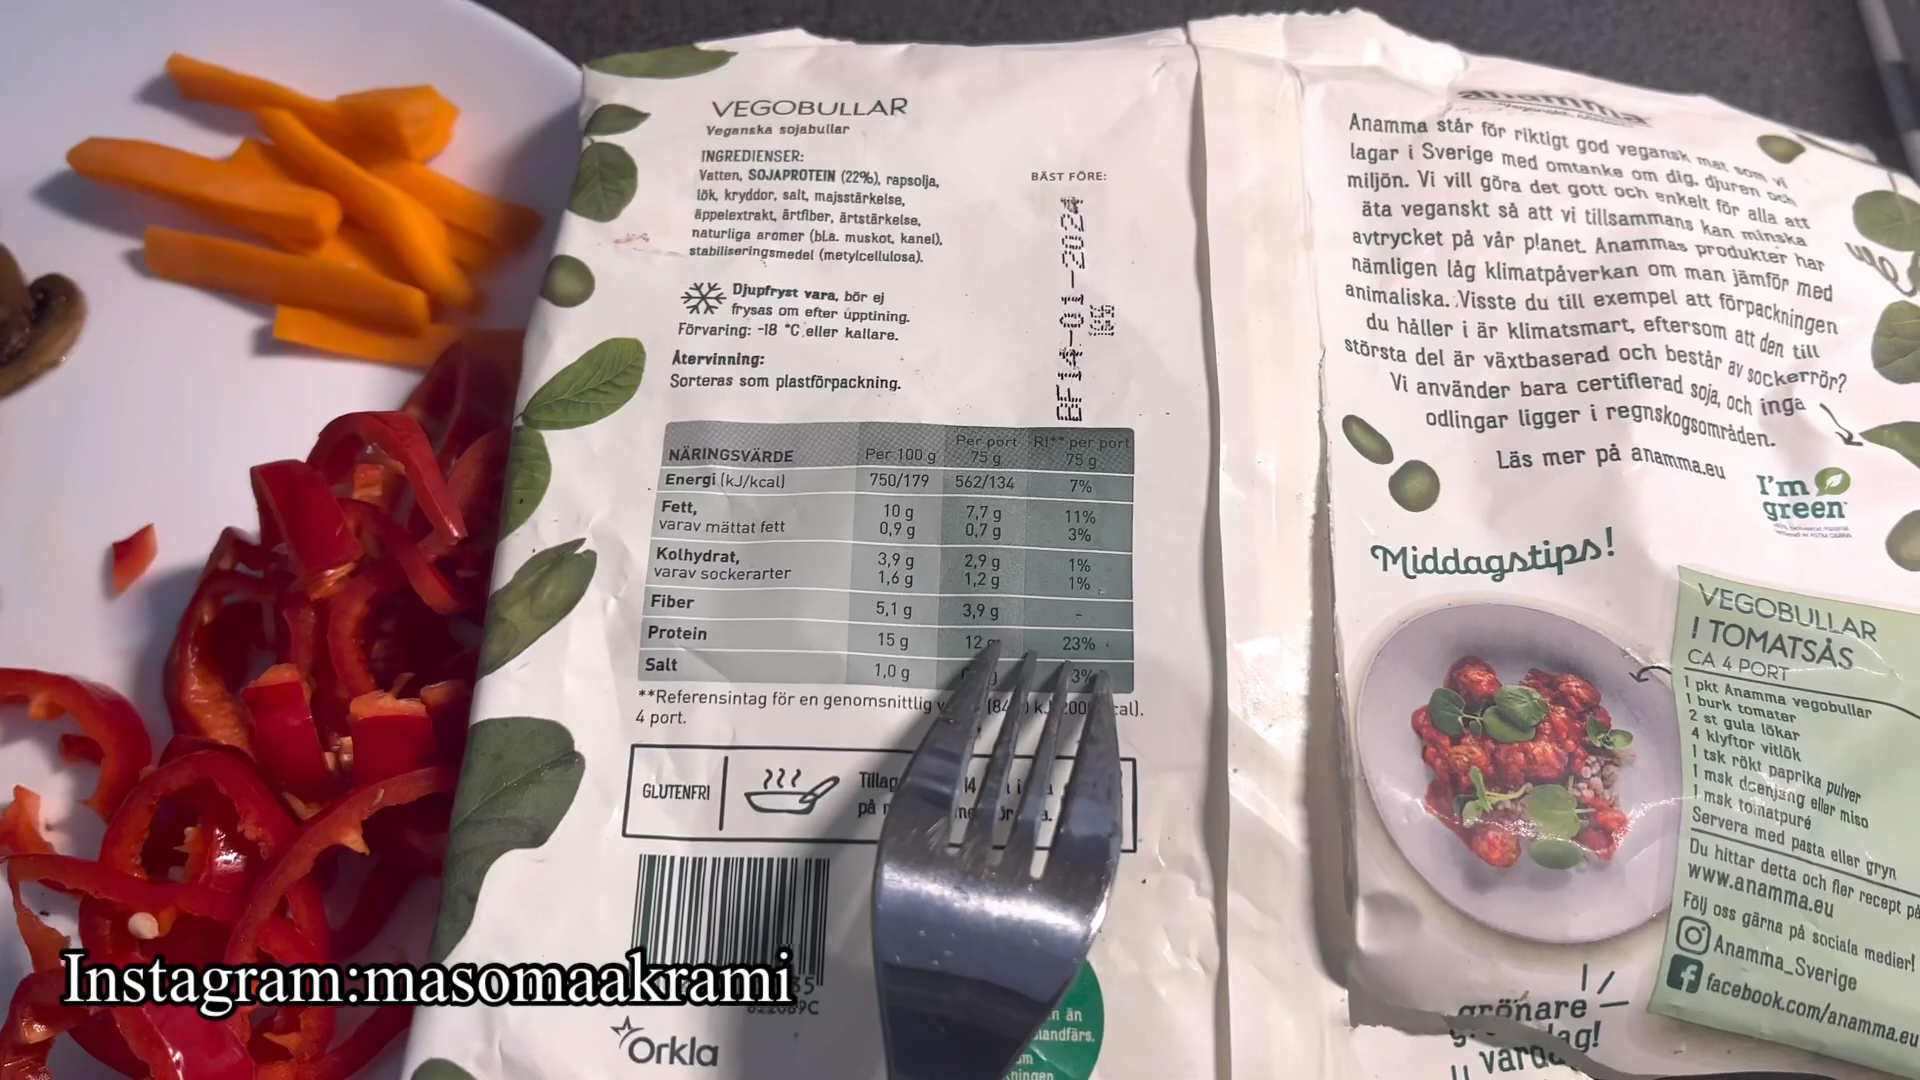 VEGOBULLAR
Veganska sojabullar
INGREDIENSER:
Vatten, SOJAPROTEIN (22%), rapsolja,
lök, kryddor, salt, majsstärkelse,
äppelextrakt, ärtfiber, ärtstärkelse,
naturliga aromer (bl.a. muskot, kanel),
stabiliseringsmedel (metylcellulosa).
Djupfryst vara, bör ej
frysas om efter upptining.
Förvaring: -18 °C eller kallare.
Återvinning:
Sorteras som plastförpackning.
BÄST FÖRE:
BF14-01-2024
NÄRINGSVÄRDE Per 100 g Per port 75 g RI** per port 75 g
Energi (kJ/kcal) 750/179 562/134 7%
Fett, 10 g 7,7 g 11%
varav mättat fett 0,9 g 0,7 g 3%
Kolhydrat, 3,9 g 2,9 g 1%
varav sockerarter 1,6 g 1,2 g 1%
Fiber 5,1 g 3,9 g -
Protein 15 g 12 g 23%
Salt 1,0 g
**Referensintag för en genomsnittlig
4 port.
GLUTENFRI
på
Orkla
anamma
Anamma står för riktigt god vegansk mat som vi
lagar i Sverige med omtanke om dig, djuren och
miljön. Vi vill göra det gott och enkelt för alla att
äta veganskt så att vi tillsammans kan minska
avtrycket på vår planet. Anammas produkter har
nämligen låg klimatpåverkan om man jämför med
animaliska. Visste du till exempel att förpackningen
du håller i är klimatsmart, eftersom att den till
största del är växtbaserad och består av sockerrör?
Vi använder bara certifierad soja, och inga
odlingar ligger i regnskogsområden.
Läs mer på anamma.eu
I'm
green
Middagstips!
VEGOBULLAR
I TOMATSÅS
CA 4 PORT
1 pkt Anamma vegobullar
1 burk tomater
2 st gula lökar
4 klyftor vitlök
1 tsk rökt paprika pulver
1 msk doenjang eller miso
1 msk tomatpuré
Servera med pasta eller gryn
Du hittar detta och fler recept på
www.anamma.eu
Följ oss gärna på sociala medier!
Anamma_Sverige
facebook.com/anamma.eu
grönare
Instagram:masomaakrami